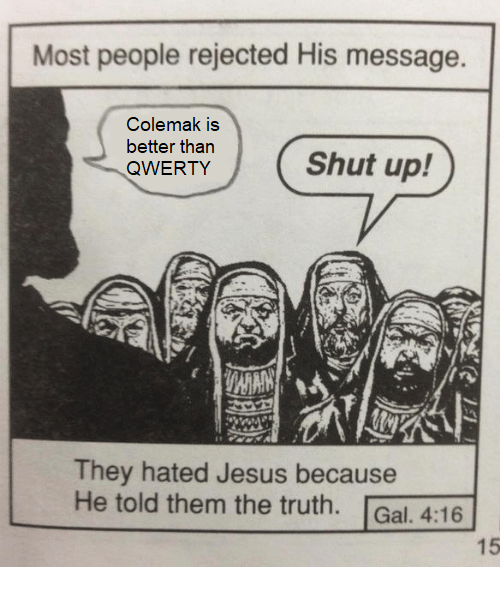 Most people rejected His message.
Colemak is
better than
QWERTY
Shut up!
They hated Jesus because
He told them the truth.
Gal. 4:16
15